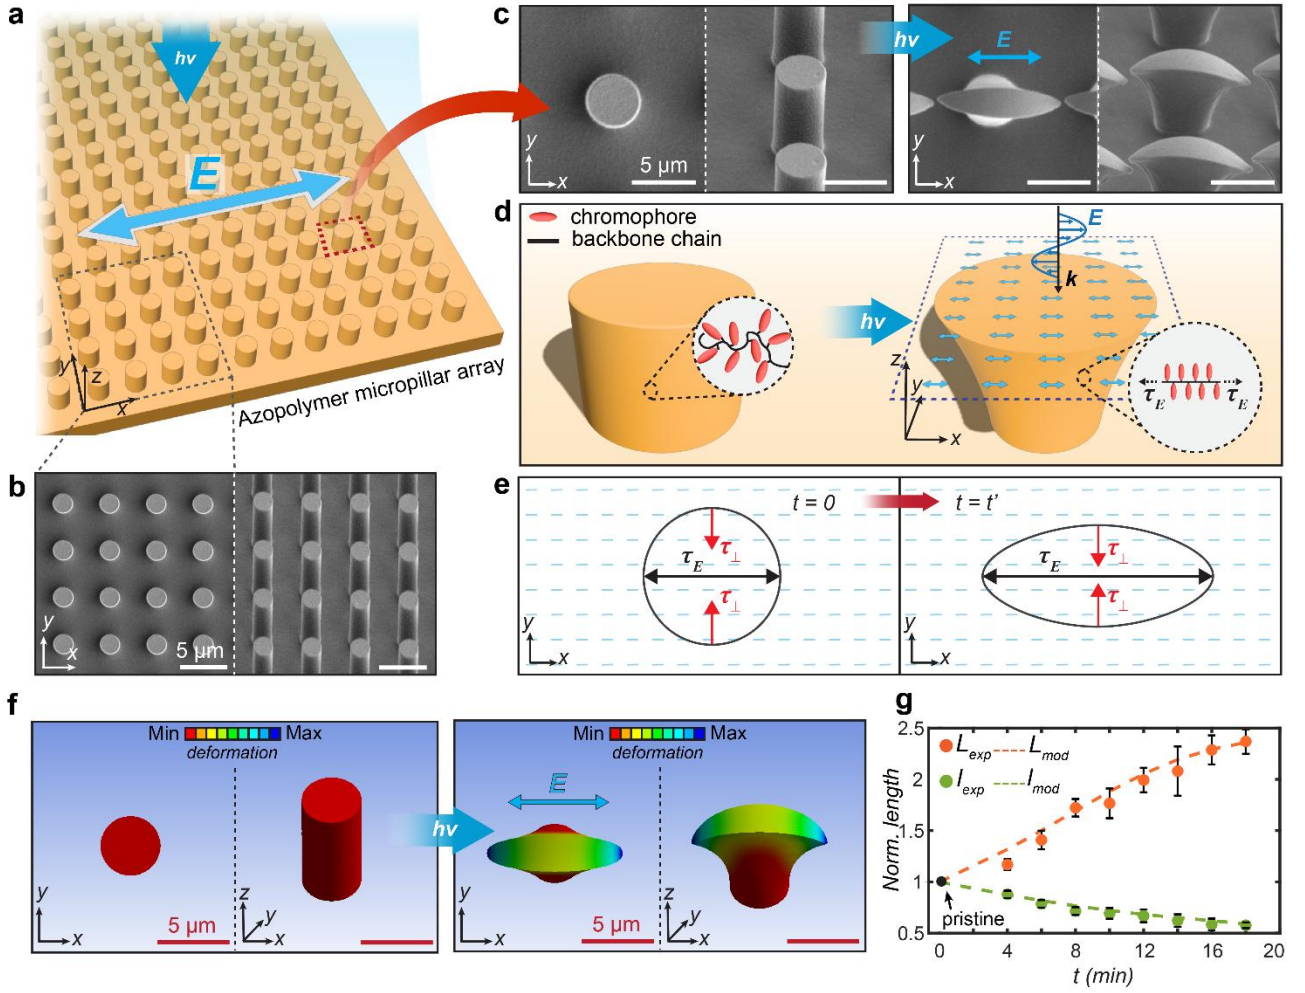 a
hν
E
y
z
x
Azopolymer micropillar array
b
y
x
5 µm
c
y
x
5 µm
hν
E
y
x
d
chromophore
backbone chain
hν
E
k
z
y
x
τE
τE
e
t = 0
t = t'
τE
τ⊥
τ⊥
y
x
τE
τ⊥
τ⊥
y
x
f
Min
Max
deformation
y
x
5 µm
z
y
x
hν
Min
Max
deformation
E
y
x
5 µm
z
y
x
g
Norm. length
2.5
2
1.5
1
0.5
Lexp
Lmod
lexp
lmod
pristine
0
4
8
12
16
20
t (min)